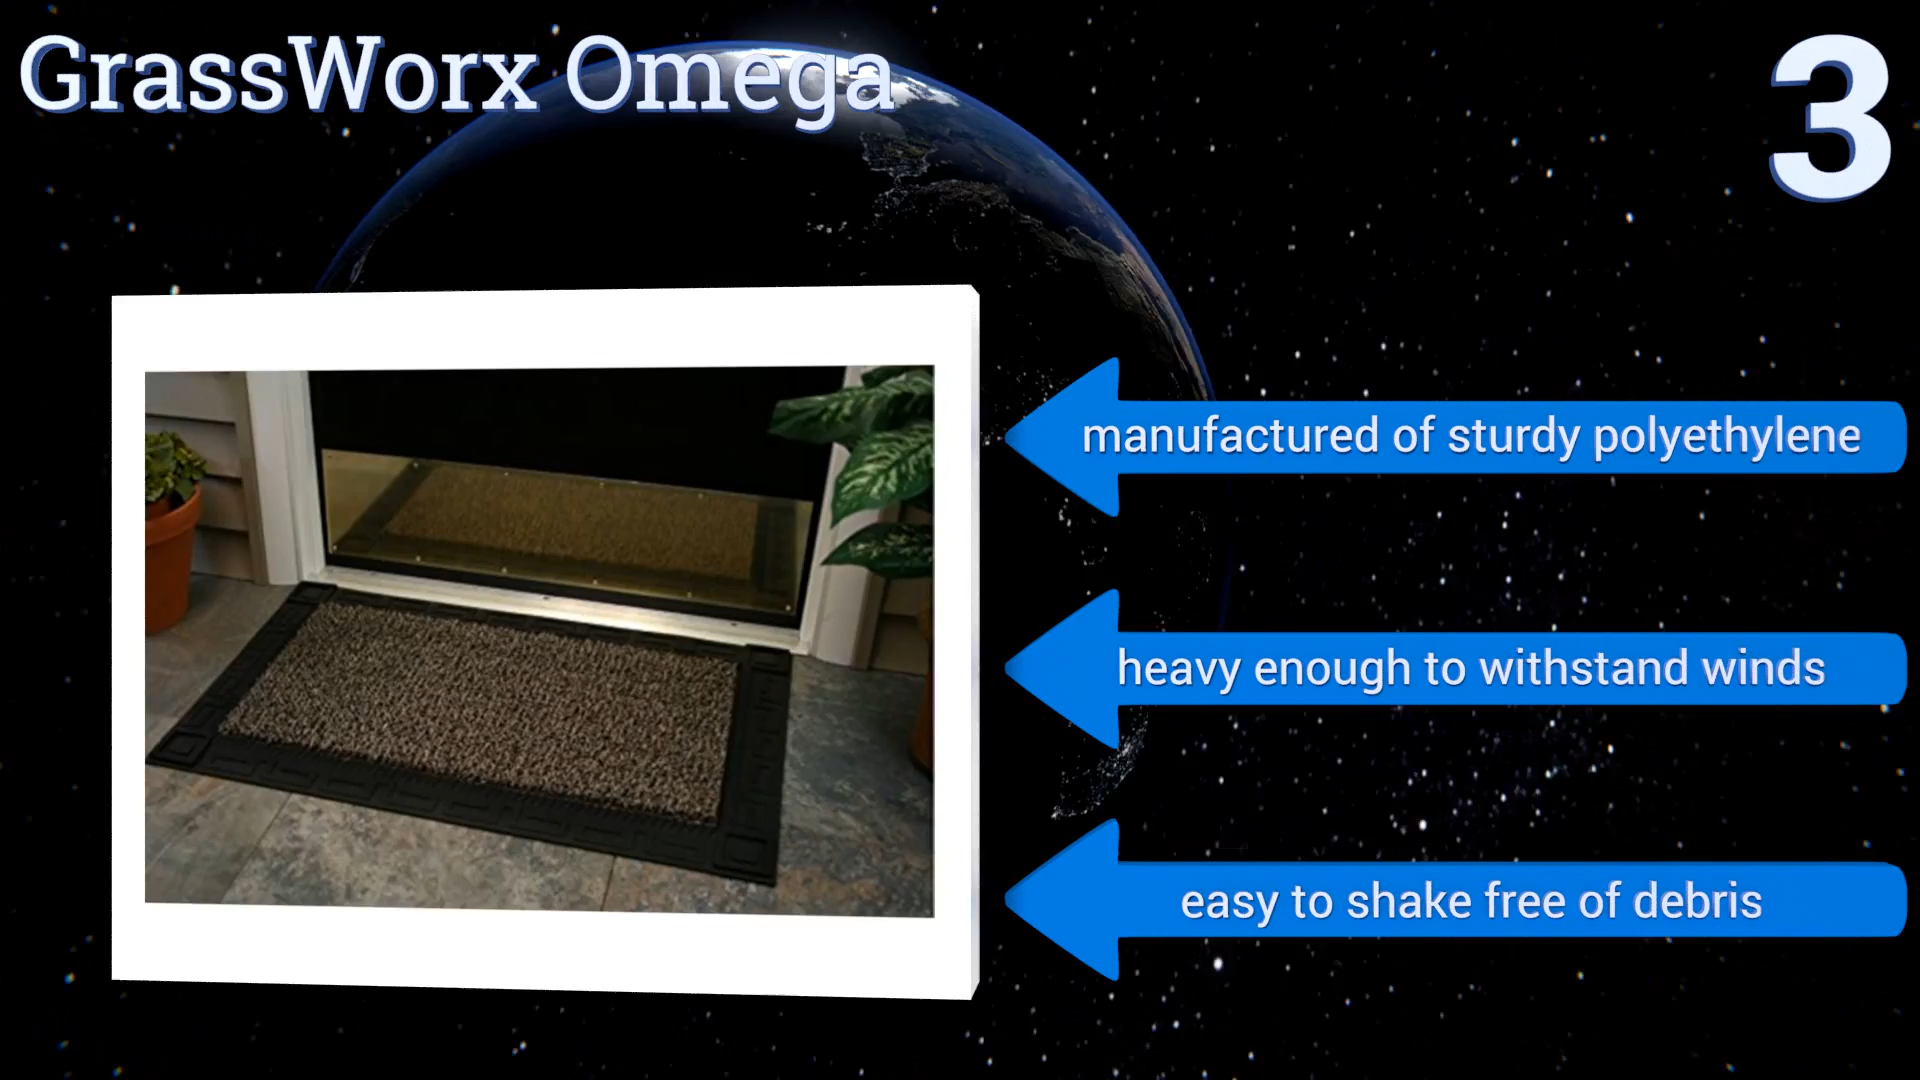 GrassWorx Omega
3
manufactured of sturdy polyethylene
heavy enough to withstand winds
easy to shake free of debris